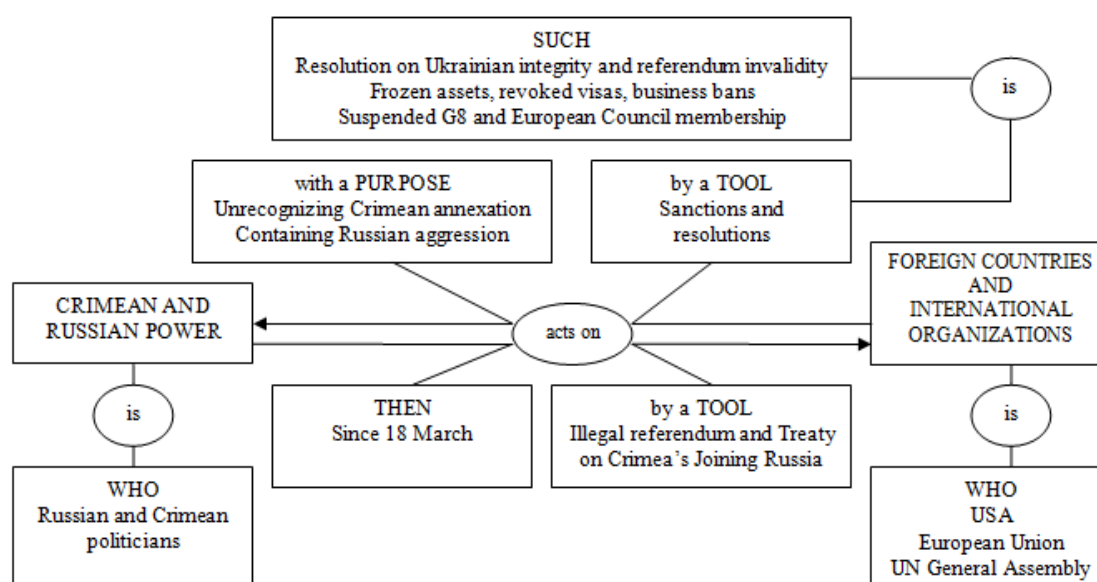 SUCH
Resolution on Ukrainian integrity and referendum invalidity
Frozen assets, revoked visas, business bans
Suspended G8 and European Council membership
is
with a PURPOSE
Unrecognizing Crimean annexation
Containing Russian aggression
by a TOOL
Sanctions and
resolutions
FOREIGN COUNTRIES
AND
INTERNATIONAL
ORGANIZATIONS
CRIMEAN AND
RUSSIAN POWER
acts on
is
THEN
Since 18 March
by a TOOL
Illegal referendum and Treaty
on Crimea's Joining Russia
is
WHO
Russian and Crimean
politicians
WHO
USA
European Union
UN General Assembly